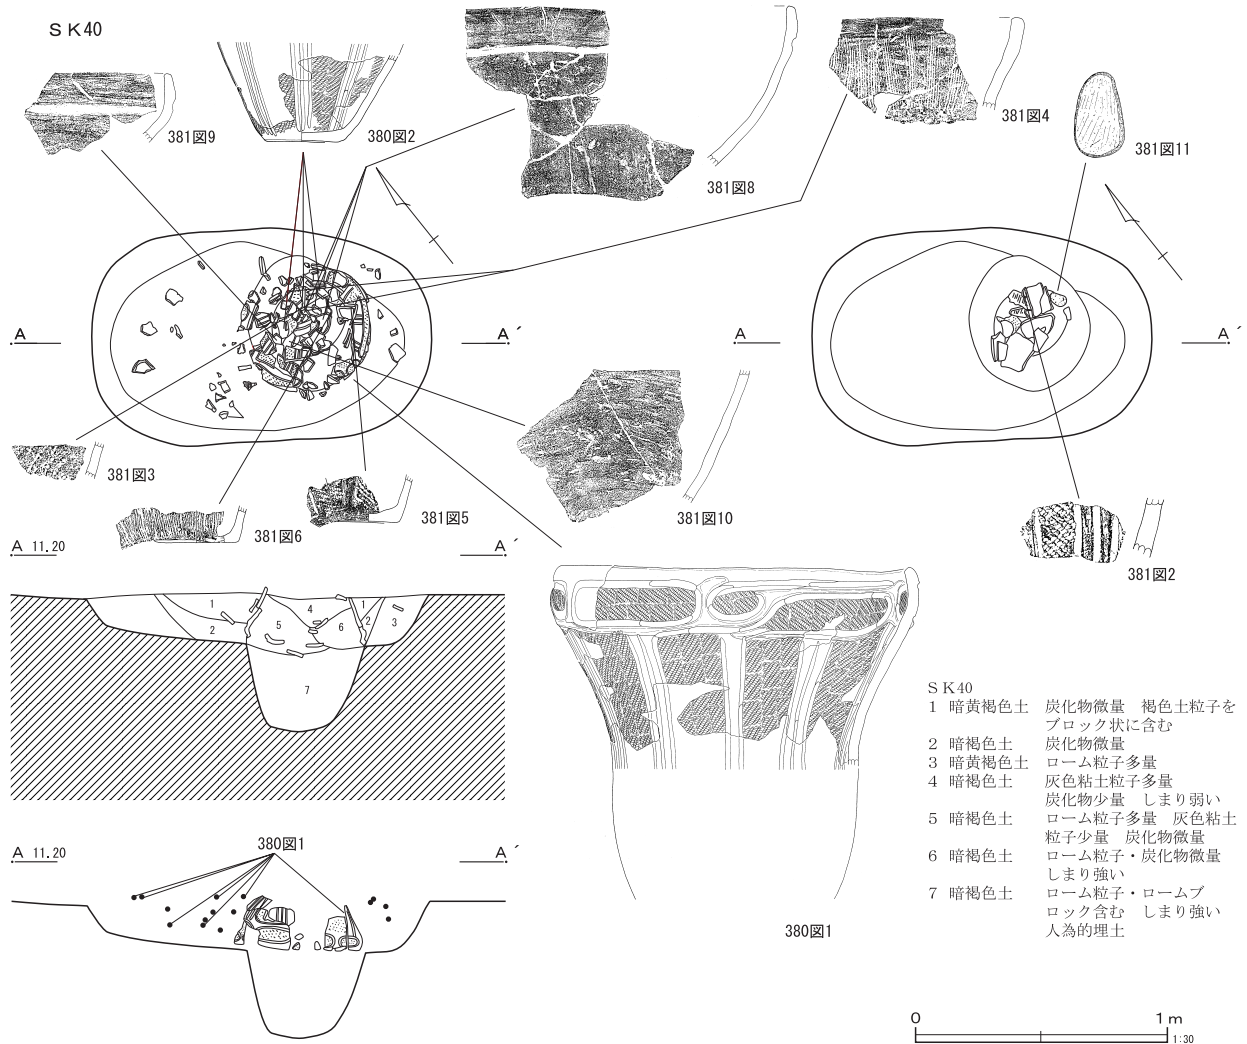 ＳＫ40
381図9
380図2
381図8
381図4
381図11
A
A´
A
A´
381図3
381図6
381図5
381図10
381図2
A 11.20
A´
1
2
5
4
1
2
6
3
7
A 11.20
A´
380図1
380図1
ＳＫ40
1 暗黄褐色土 炭化物微量 褐色土粒子を
ブロック状に含む
2 暗褐色土 炭化物微量
3 暗黄褐色土 ローム粒子多量
4 暗褐色土 灰色粘土粒子多量
炭化物少量 しまり弱い
5 暗褐色土 ローム粒子多量 灰色粘土
粒子少量 炭化物微量
6 暗褐色土 ローム粒子・炭化物微量
しまり強い
7 暗褐色土 ローム粒子・ロームブ
ロック含む しまり強い
人為的埋土
0
1m
1:30